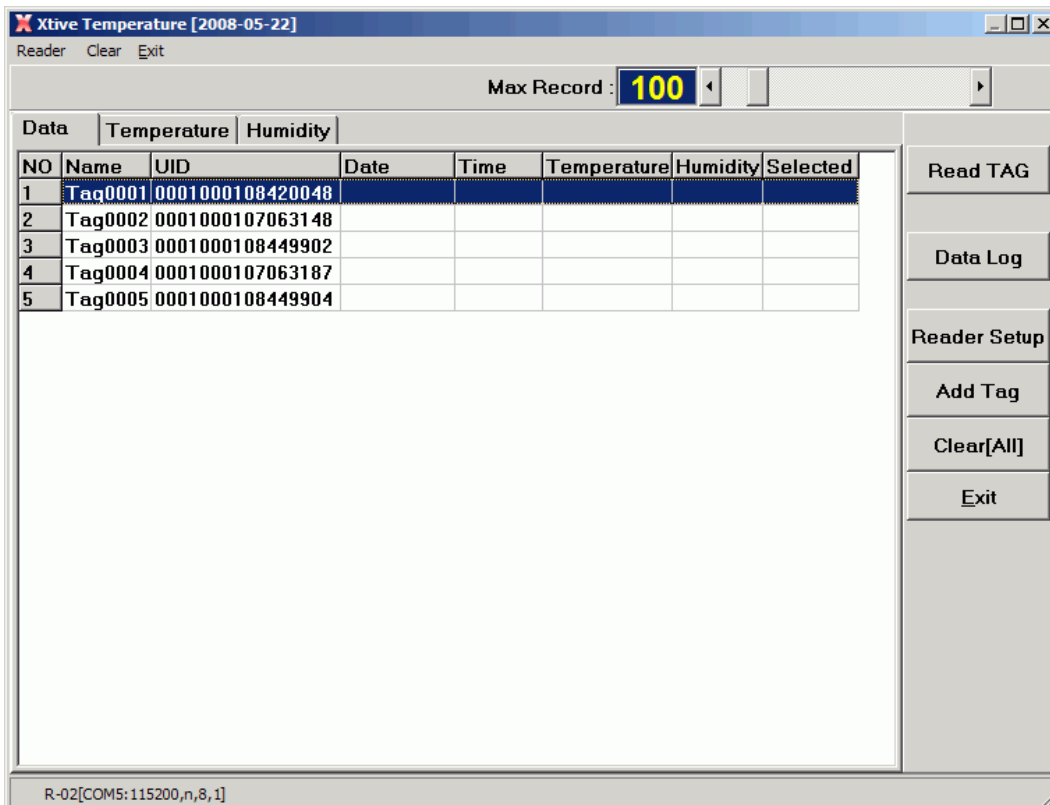 Xtive Temperature [2008-05-22]
Reader Clear Exit
Max Record : 100
Data Temperature Humidity
NO Name UID Date Time Temperature Humidity Selected
1 Tag0001 0001000108420048
2 Tag0002 0001000107063148
3 Tag0003 0001000108449902
4 Tag0004 0001000107063187
5 Tag0005 0001000108449904
Read TAG
Data Log
Reader Setup
Add Tag
Clear[All]
Exit
R-02[COM5:115200,n,8,1]